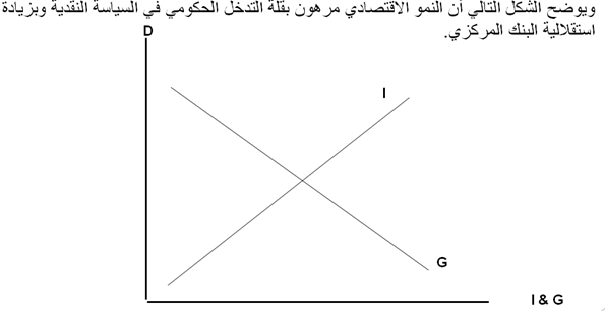 ويوضح الشكل التالي أن النمو الاقتصادي مرهون بقلة التدخل الحكومي في السياسة النقدية وبزيادة
استقلالية البنك المركزي.
D
I
G
I & G